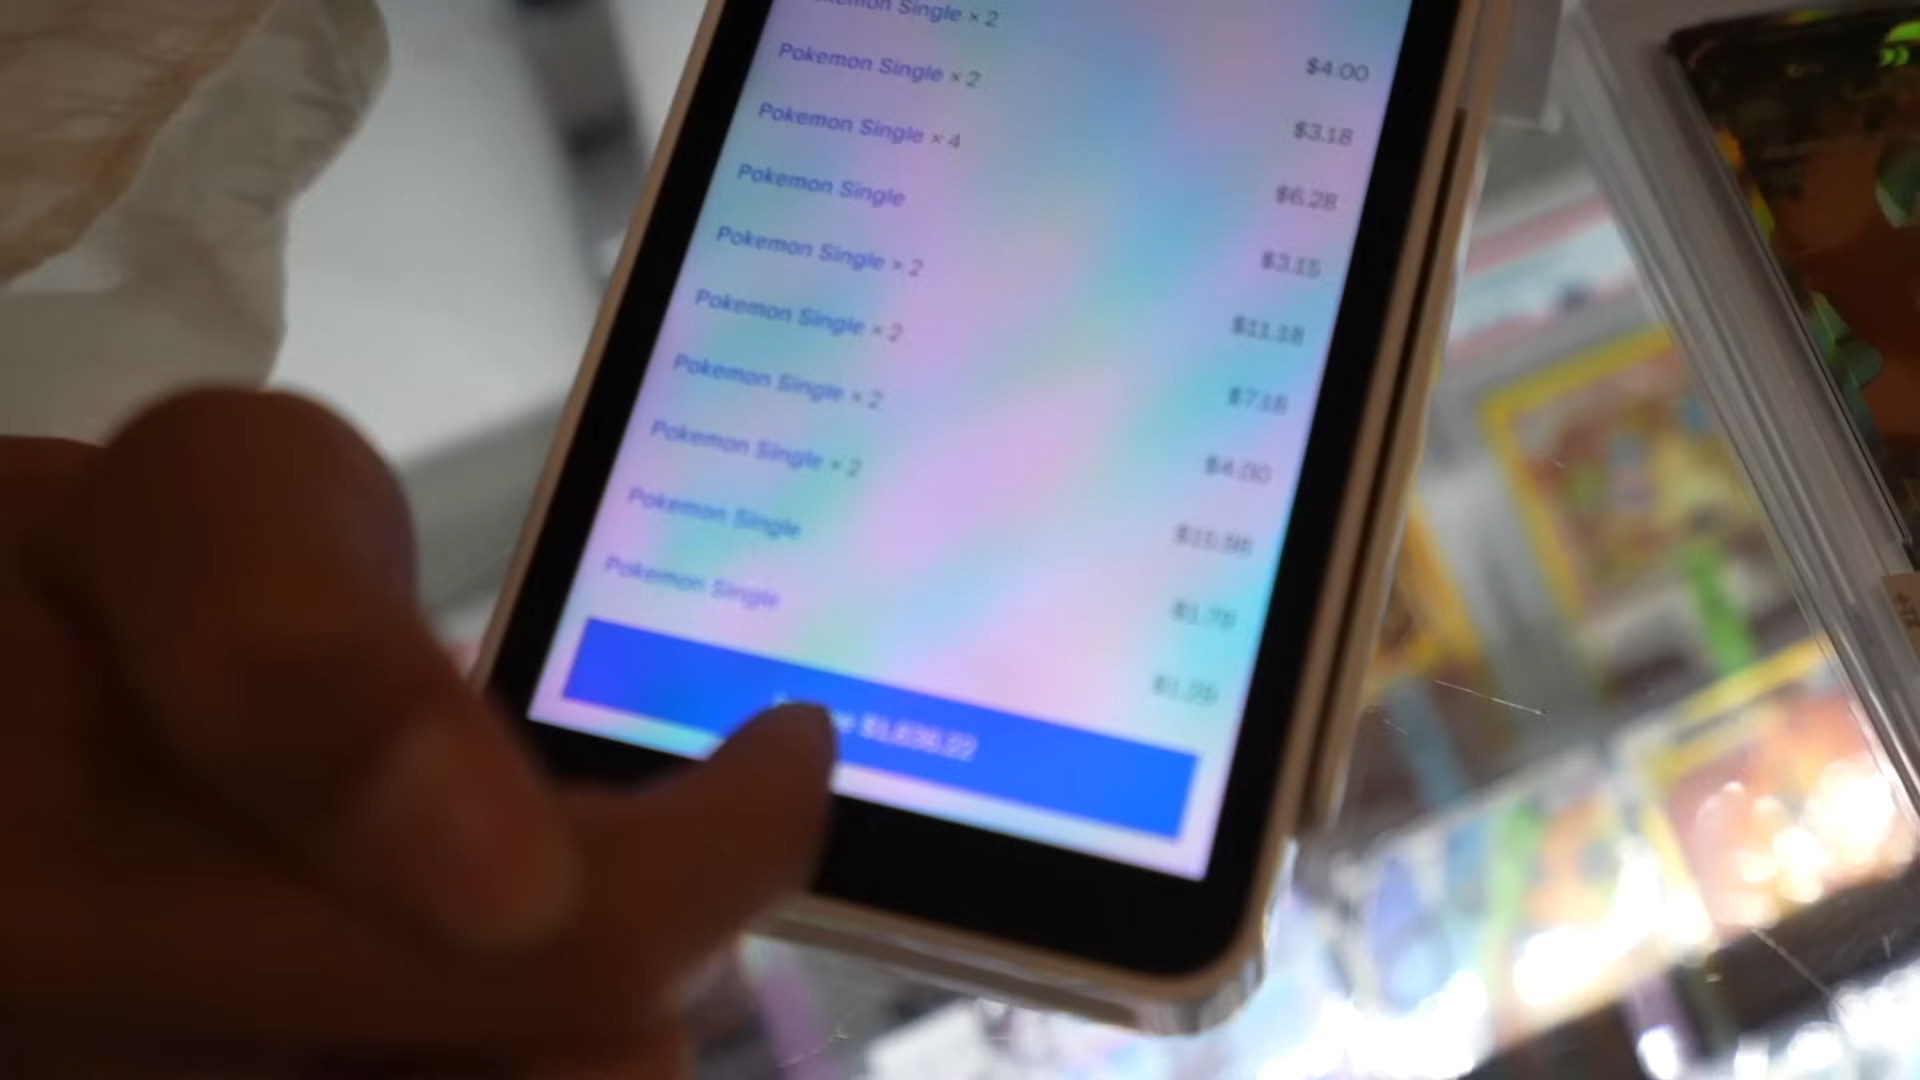 Pokemon Single × 2
$4.00
Pokemon Single × 2
$3.18
Pokemon Single × 4
$6.28
Pokemon Single
$3.15
Pokemon Single × 2
$11.18
Pokemon Single × 2
$7.18
Pokemon Single × 2
$4.00
Pokemon Single × 2
$15.98
Pokemon Single
Pokemon Single